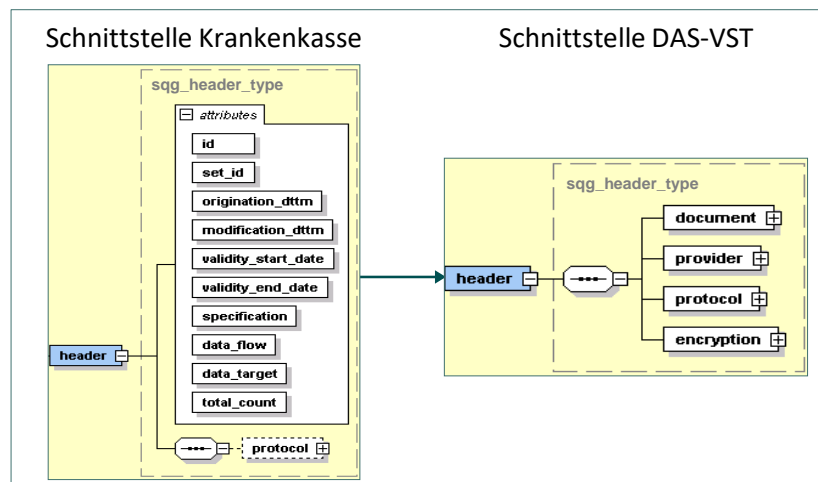 Schnittstelle Krankenkasse
sqg_header_type
attributes
id
set_id
origination_dttm
modification_dttm
validity_start_date
validity_end_date
specification
data_flow
data_target
total_count
header
protocol
Schnittstelle DAS-VST
sqg_header_type
header
document
provider
protocol
encryption